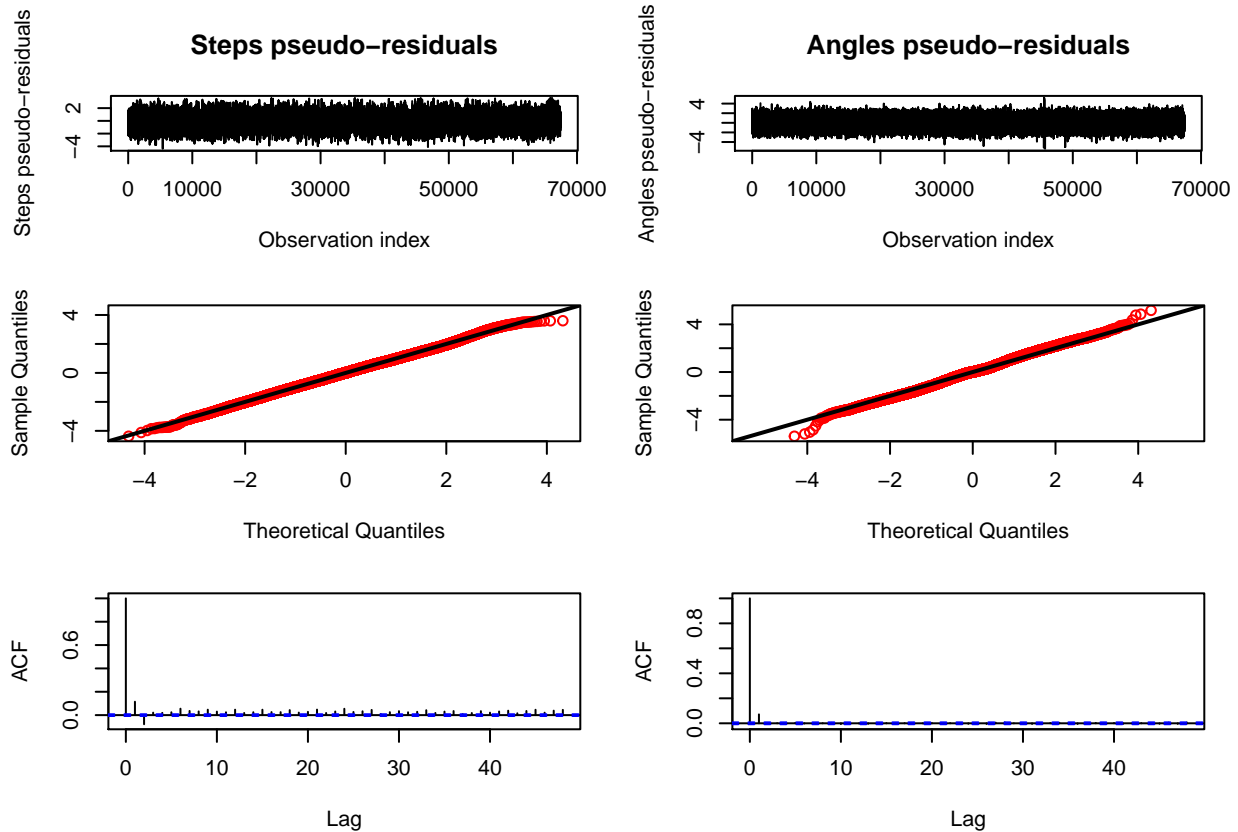 Steps pseudo−residuals
Steps pseudo−residuals
2
−4
0 10000 30000 50000 70000
Observation index
Angles pseudo−residuals
Angles pseudo−residuals
4
−4
0 10000 30000 50000 70000
Observation index
Sample Quantiles
4
0
−4
−4 −2 0 2 4
Theoretical Quantiles
Sample Quantiles
4
0
−4
−4 −2 0 2 4
Theoretical Quantiles
ACF
0.6
0.0
0 10 20 30 40
Lag
ACF
0.8
0.4
0.0
0 10 20 30 40
Lag